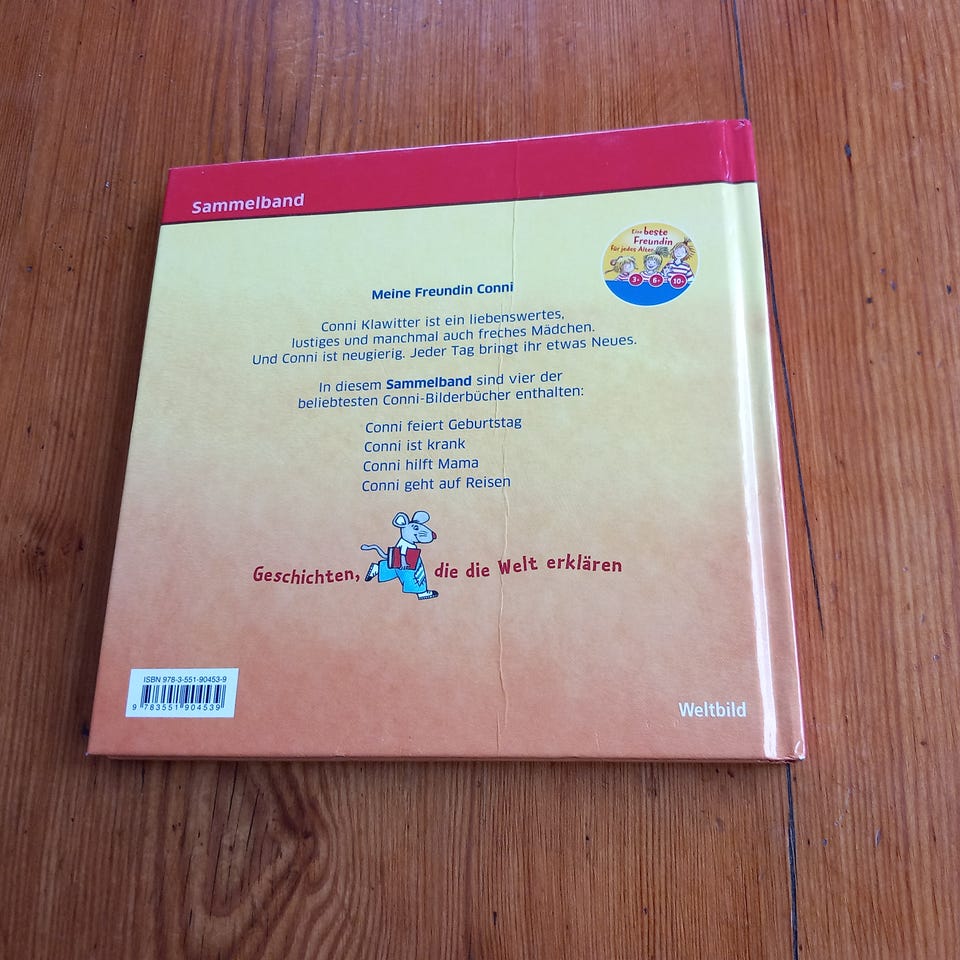 Sammelband
Eine beste
Freundin
für jedes Alter
3+ 6+ 10+
Meine Freundin Conni
Conni Klawitter ist ein liebenswertes,
lustiges und manchmal auch freches Mädchen.
Und Conni ist neugierig. Jeder Tag bringt ihr etwas Neues.
In diesem Sammelband sind vier der
beliebtesten Conni-Bilderbücher enthalten:
Conni feiert Geburtstag
Conni ist krank
Conni hilft Mama
Conni geht auf Reisen
Geschichten, die die Welt erklären
ISBN 978-3-551-90453-9
9 783551 904539
Weltbild